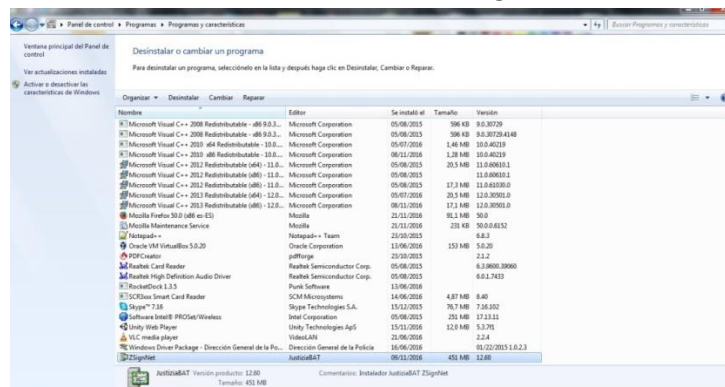 Panel de control ▸ Programas ▸ Programas y características
Buscar Programas y características
Ventana principal del Panel de control
Ver actualizaciones instaladas
Activar o desactivar las características de Windows
Desinstalar o cambiar un programa
Para desinstalar un programa, selecciónelo en la lista y después haga clic en Desinstalar, Cambiar o Reparar.
Organizar Desinstalar Cambiar Reparar
Nombre Editor Se instaló el Tamaño Versión
Microsoft Visual C++ 2008 Redistributable - x86 9.0.3... Microsoft Corporation 05/08/2015 596 KB 9.0.30729
Microsoft Visual C++ 2008 Redistributable - x86 9.0.3... Microsoft Corporation 05/08/2015 596 KB 9.0.30729.4148
Microsoft Visual C++ 2010 x64 Redistributable - 10.0.... Microsoft Corporation 05/07/2016 1,46 MB 10.0.40219
Microsoft Visual C++ 2010 x86 Redistributable - 10.0.... Microsoft Corporation 08/11/2016 1,28 MB 10.0.40219
Microsoft Visual C++ 2012 Redistributable (x64) - 11.0... Microsoft Corporation 05/08/2015 20,5 MB 11.0.60610.1
Microsoft Visual C++ 2012 Redistributable (x86) - 11.0... Microsoft Corporation 05/08/2015 11.0.60610.1
Microsoft Visual C++ 2012 Redistributable (x86) - 11.0... Microsoft Corporation 05/08/2015 17,3 MB 11.0.61030.0
Microsoft Visual C++ 2013 Redistributable (x64) - 12.0... Microsoft Corporation 05/07/2016 20,5 MB 12.0.30501.0
Microsoft Visual C++ 2013 Redistributable (x86) - 12.0... Microsoft Corporation 08/11/2016 17,1 MB 12.0.30501.0
Mozilla Firefox 50.0 (x86 es-ES) Mozilla 21/11/2016 91,1 MB 50.0
Mozilla Maintenance Service Mozilla 21/11/2016 231 KB 50.0.0.6152
Notepad++ Notepad++ Team 23/10/2015 6.8.3
Oracle VM VirtualBox 5.0.20 Oracle Corporation 13/06/2016 153 MB 5.0.20
PDFCreator pdfforge 23/10/2015 2.1.2
Realtek Card Reader Realtek Semiconductor Corp. 05/08/2015 6.3.9600.39060
Realtek High Definition Audio Driver Realtek Semiconductor Corp. 05/08/2015 6.0.1.7433
RocketDock 1.3.5 Punk Software 13/06/2016
SCR3xxx Smart Card Reader SCM Microsystems 14/06/2016 4,87 MB 8.40
Skype™ 7.16 Skype Technologies S.A. 15/12/2015 76,7 MB 7.16.102
Software Intel® PROSet/Wireless Intel Corporation 05/08/2015 251 MB 17.13.11
Unity Web Player Unity Technologies ApS 15/11/2016 12,0 MB 5.3.7f1
VLC media player VideoLAN 21/06/2016 2.2.4
Windows Driver Package - Dirección General de la Po... Dirección General de la Policía 16/06/2016 01/22/2015 1.0.2.3
ZSignNet JustiziaBAT 09/11/2016 451 MB 12.60
JustiziaBAT Versión producto: 12.60 Comentarios: Instalador JustiziaBAT ZSignNet
Tamaño: 451 MB